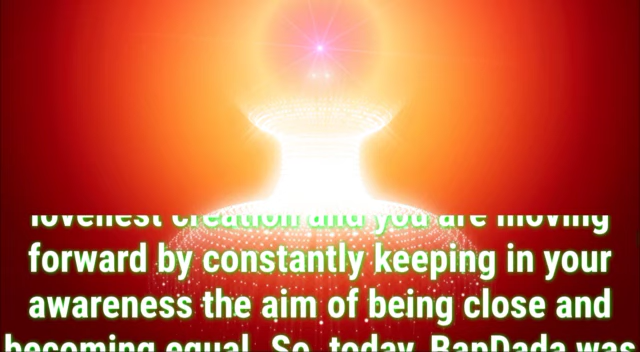 loveliest creation and you are moving
forward by constantly keeping in your
awareness the aim of being close and
becoming equal. So, today, BapDada was